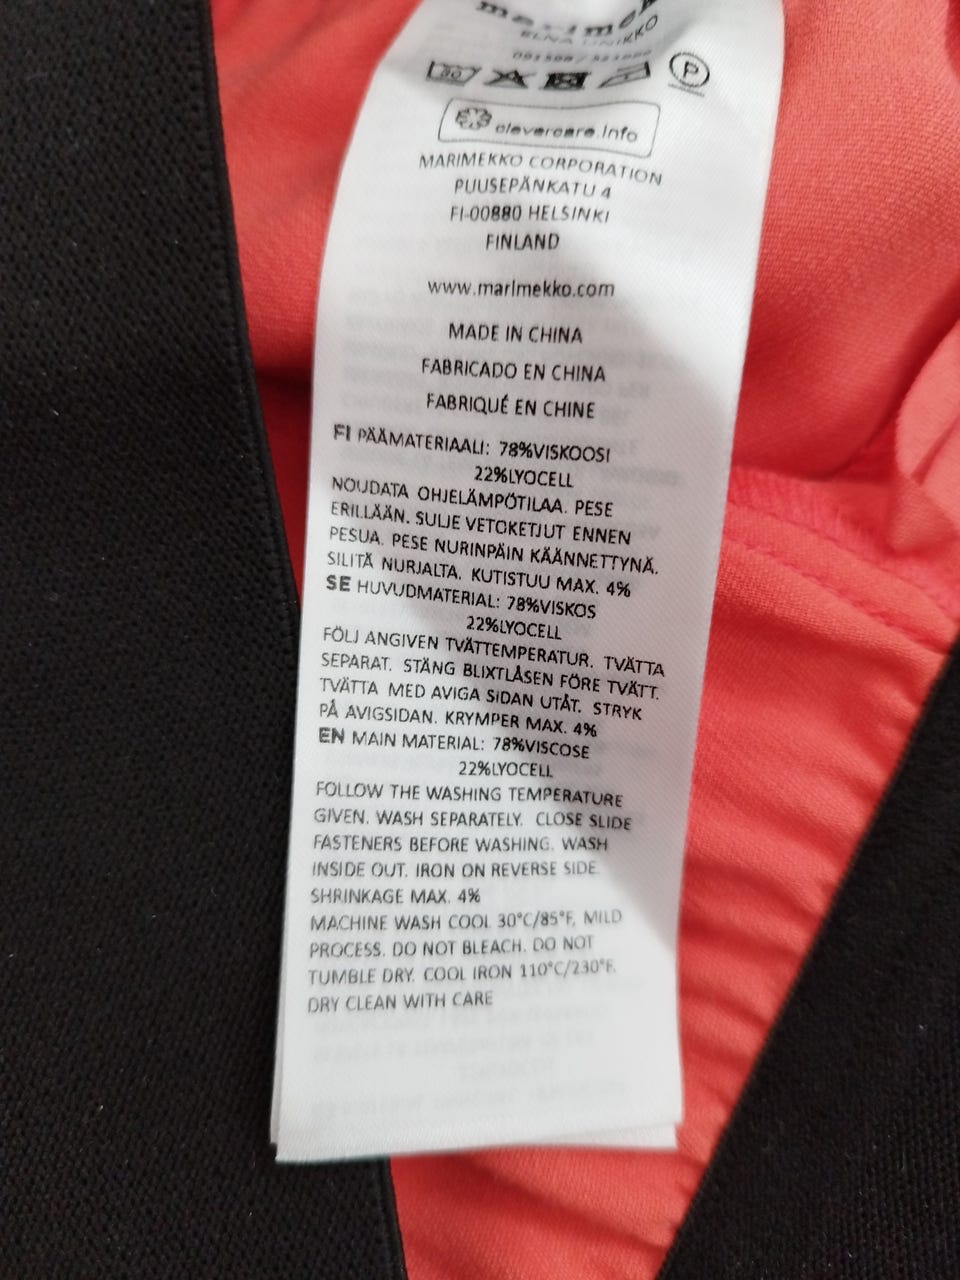 marimekko
ELNA UNIKKO
30
P
clevercare.info
MARIMEKKO CORPORATION
PUUSEPÄNKATU 4
FI-00880 HELSINKI
FINLAND
www.marimekko.com
MADE IN CHINA
FABRICADO EN CHINA
FABRIQUÉ EN CHINE
FI PÄÄMATERIAALI: 78%VISKOOSI
22%LYOCELL
NOUDATA OHJELÄMPÖTILAA. PESE
ERILLÄÄN. SULJE VETOKETJUT ENNEN
PESUA. PESE NURINPÄIN KÄÄNNETTYNÄ.
SILITÄ NURJALTA. KUTISTUU MAX. 4%
SE HUVUDMATERIAL: 78%VISKOS
22%LYOCELL
FÖLJ ANGIVEN TVÄTTEMPERATUR. TVÄTTA
SEPARAT. STÄNG BLIXTLÅSEN FÖRE TVÄTT.
TVÄTTA MED AVIGA SIDAN UTÅT. STRYK
PÅ AVIGSIDAN. KRYMPER MAX. 4%
EN MAIN MATERIAL: 78%VISCOSE
22%LYOCELL
FOLLOW THE WASHING TEMPERATURE
GIVEN. WASH SEPARATELY. CLOSE SLIDE
FASTENERS BEFORE WASHING. WASH
INSIDE OUT. IRON ON REVERSE SIDE.
SHRINKAGE MAX. 4%
MACHINE WASH COOL 30°C/85°F, MILD
PROCESS. DO NOT BLEACH. DO NOT
TUMBLE DRY. COOL IRON 110°C/230°F.
DRY CLEAN WITH CARE